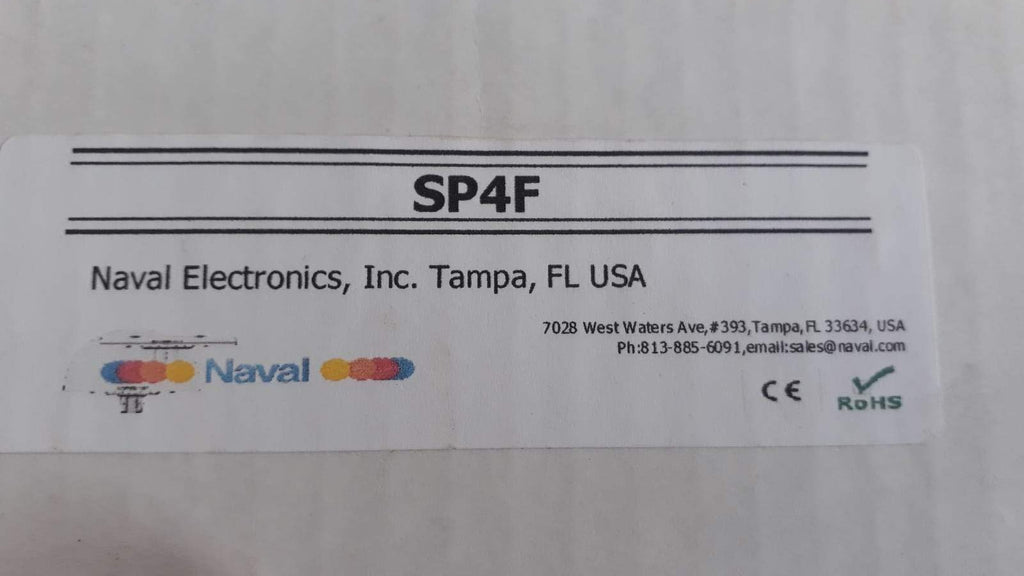 SP4F
Naval Electronics, Inc. Tampa, FL USA
7028 West Waters Ave,#393,Tampa,FL 33634, USA
Ph:813-885-6091,email:sales@naval.com
Naval
CE
RoHS